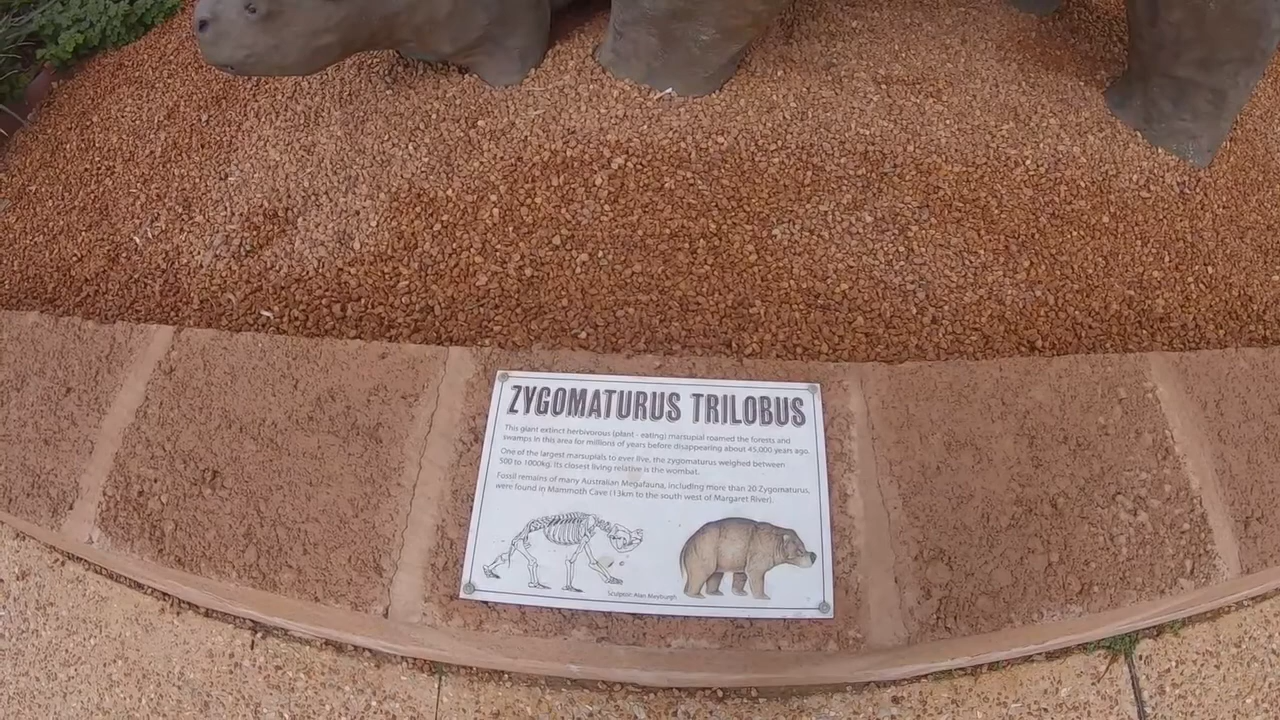 ZYGOMATURUS TRILOBUS
This giant extinct herbivorous (plant - eating) marsupial roamed the forests and
swamps in this area for millions of years before disappearing about 45,000 years ago.
One of the largest marsupials to ever live, the zygomaturus weighed between
500 to 1000kg. Its closest living relative is the wombat.
Fossil remains of many Australian Megafauna, including more than 20 Zygomaturus,
were found in Mammoth Cave (13km to the south west of Margaret River).
Sculptor: Alan Meyburgh